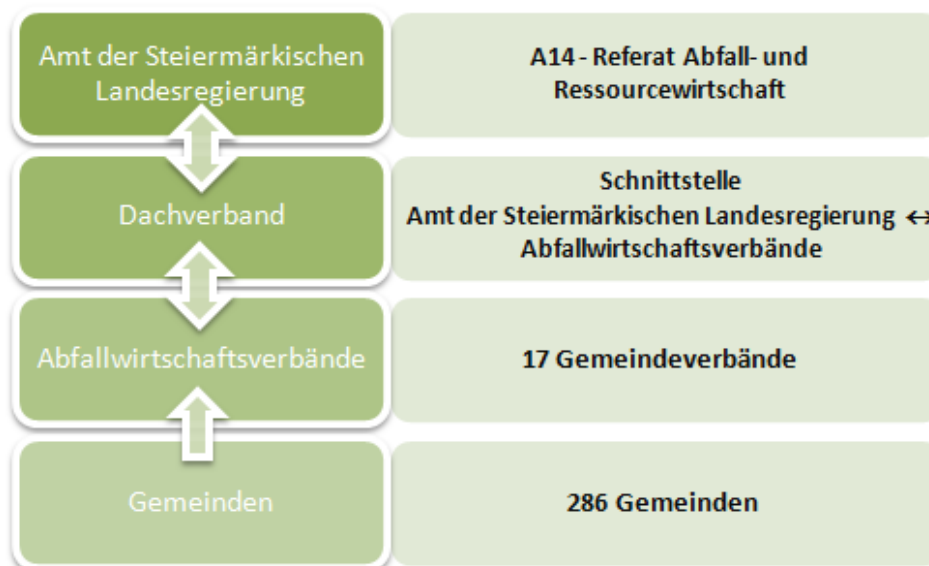 Amt der Steiermärkischen
Landesregierung
A14 - Referat Abfall- und
Ressourcewirtschaft
Dachverband
Schnittstelle
Amt der Steiermärkischen Landesregierung ↔
Abfallwirtschaftsverbände
Abfallwirtschaftsverbände
17 Gemeindeverbände
Gemeinden
286 Gemeinden